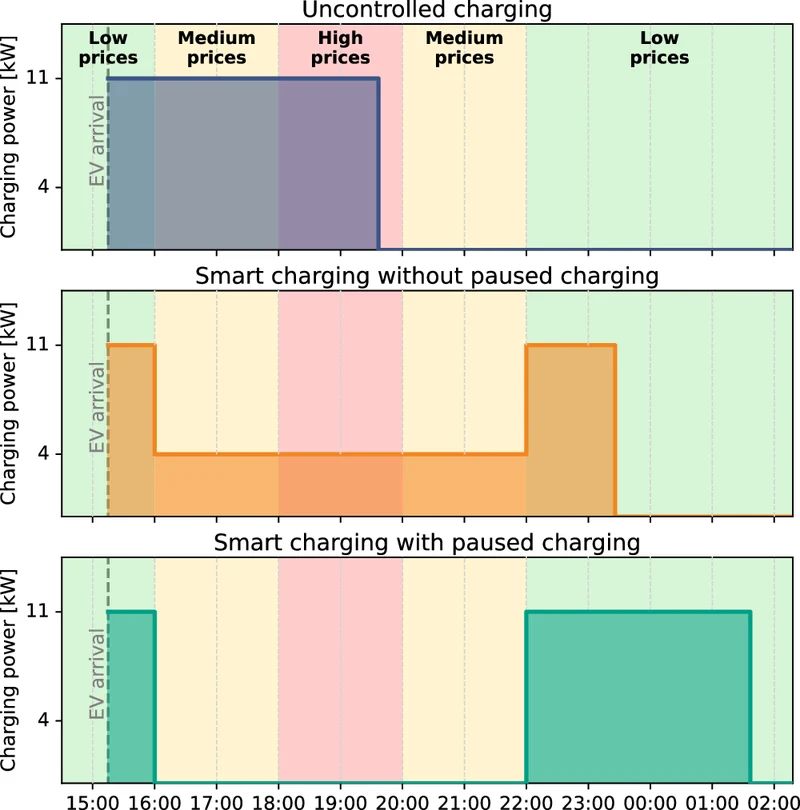 Uncontrolled charging
Low prices
Medium prices
High prices
Medium prices
Low prices
Charging power [kW]
11
4
EV arrival
Smart charging without paused charging
Charging power [kW]
11
4
EV arrival
Smart charging with paused charging
Charging power [kW]
11
4
EV arrival
15:00 16:00 17:00 18:00 19:00 20:00 21:00 22:00 23:00 00:00 01:00 02:00